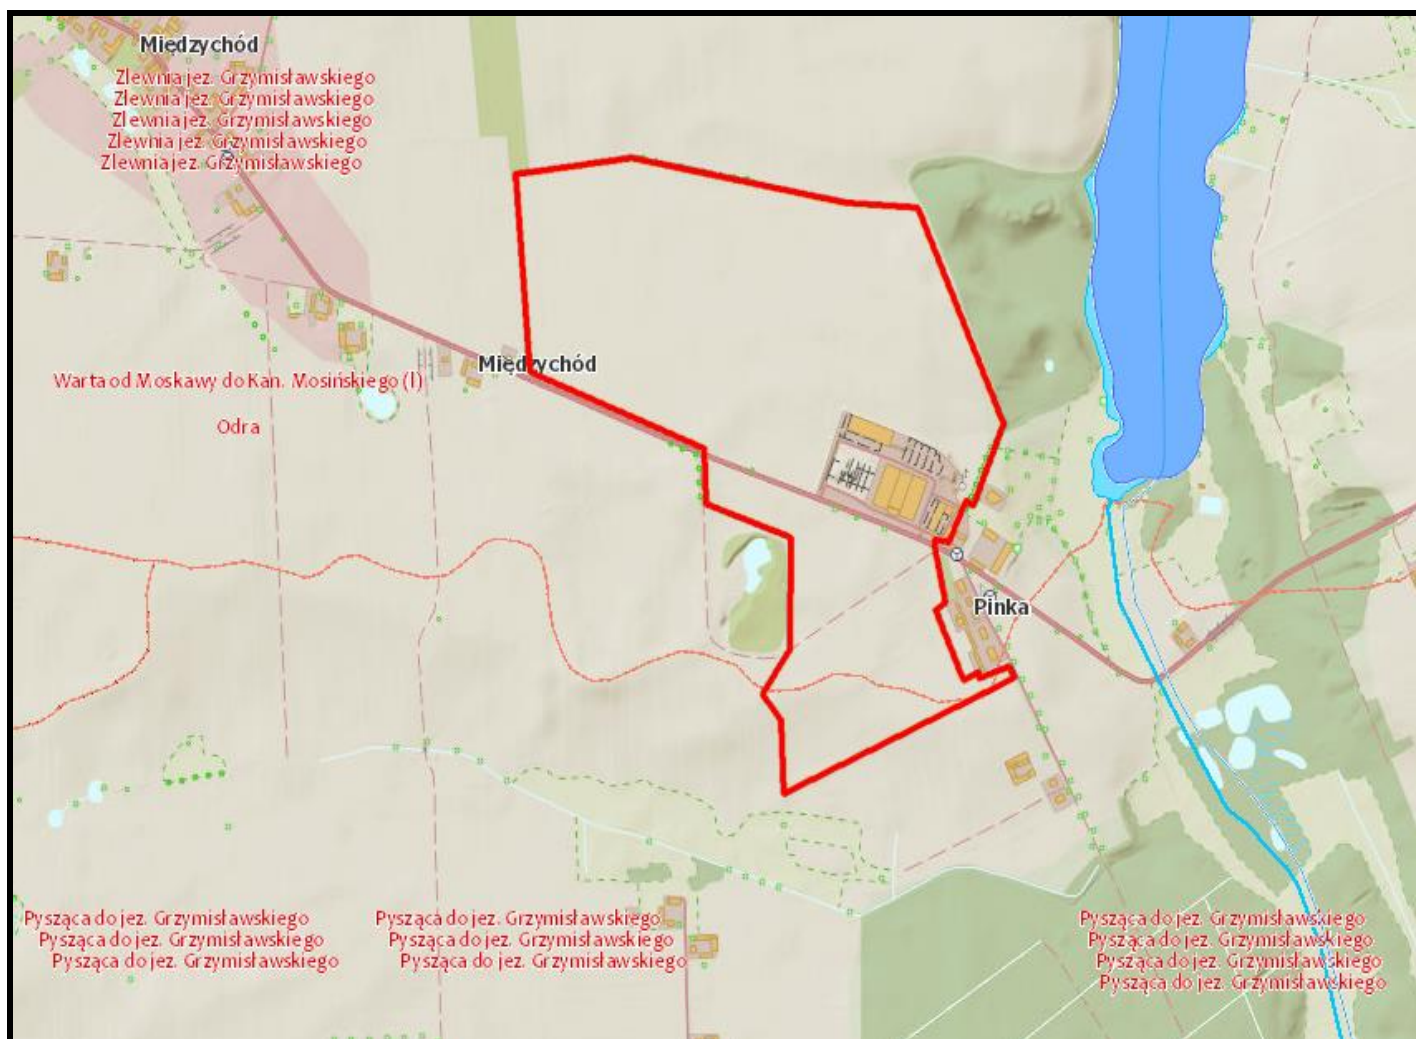 Międzychód
Zlewnia jez. Grzymisławskiego
Zlewnia jez. Grzymisławskiego
Zlewnia jez. Grzymisławskiego
Zlewnia jez. Grzymisławskiego
Zlewnia jez. Grzymisławskiego
Międzychód
Warta od Moskawy do Kan. Mosińskiego (l)
Odra
Pinka
Pysząca do jez. Grzymisławskiego
Pysząca do jez. Grzymisławskiego
Pysząca do jez. Grzymisławskiego
Pysząca do jez. Grzymisławskiego
Pysząca do jez. Grzymisławskiego
Pysząca do jez. Grzymisławskiego
Pysząca do jez. Grzymisławskiego
Pysząca do jez. Grzymisławskiego
Pysząca do jez. Grzymisławskiego
Pysząca do jez. Grzymisławskiego